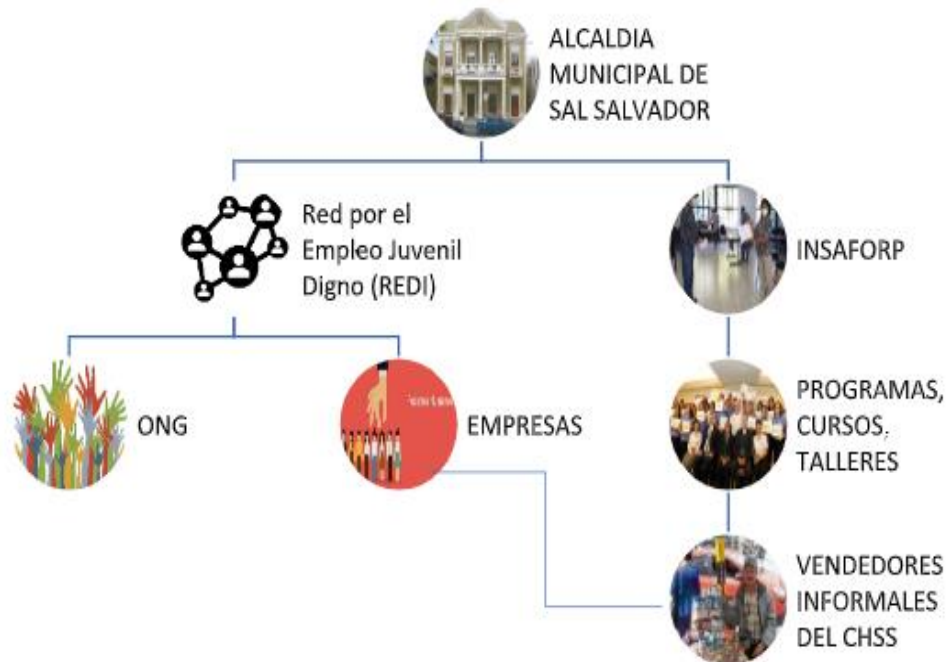 ALCALDIA
MUNICIPAL DE
SAL SALVADOR
Red por el
Empleo Juvenil
Digno (REDI)
INSAFORP
ONG
EMPRESAS
PROGRAMAS,
CURSOS,
TALLERES
VENDEDORES
INFORMALES
DEL CHSS